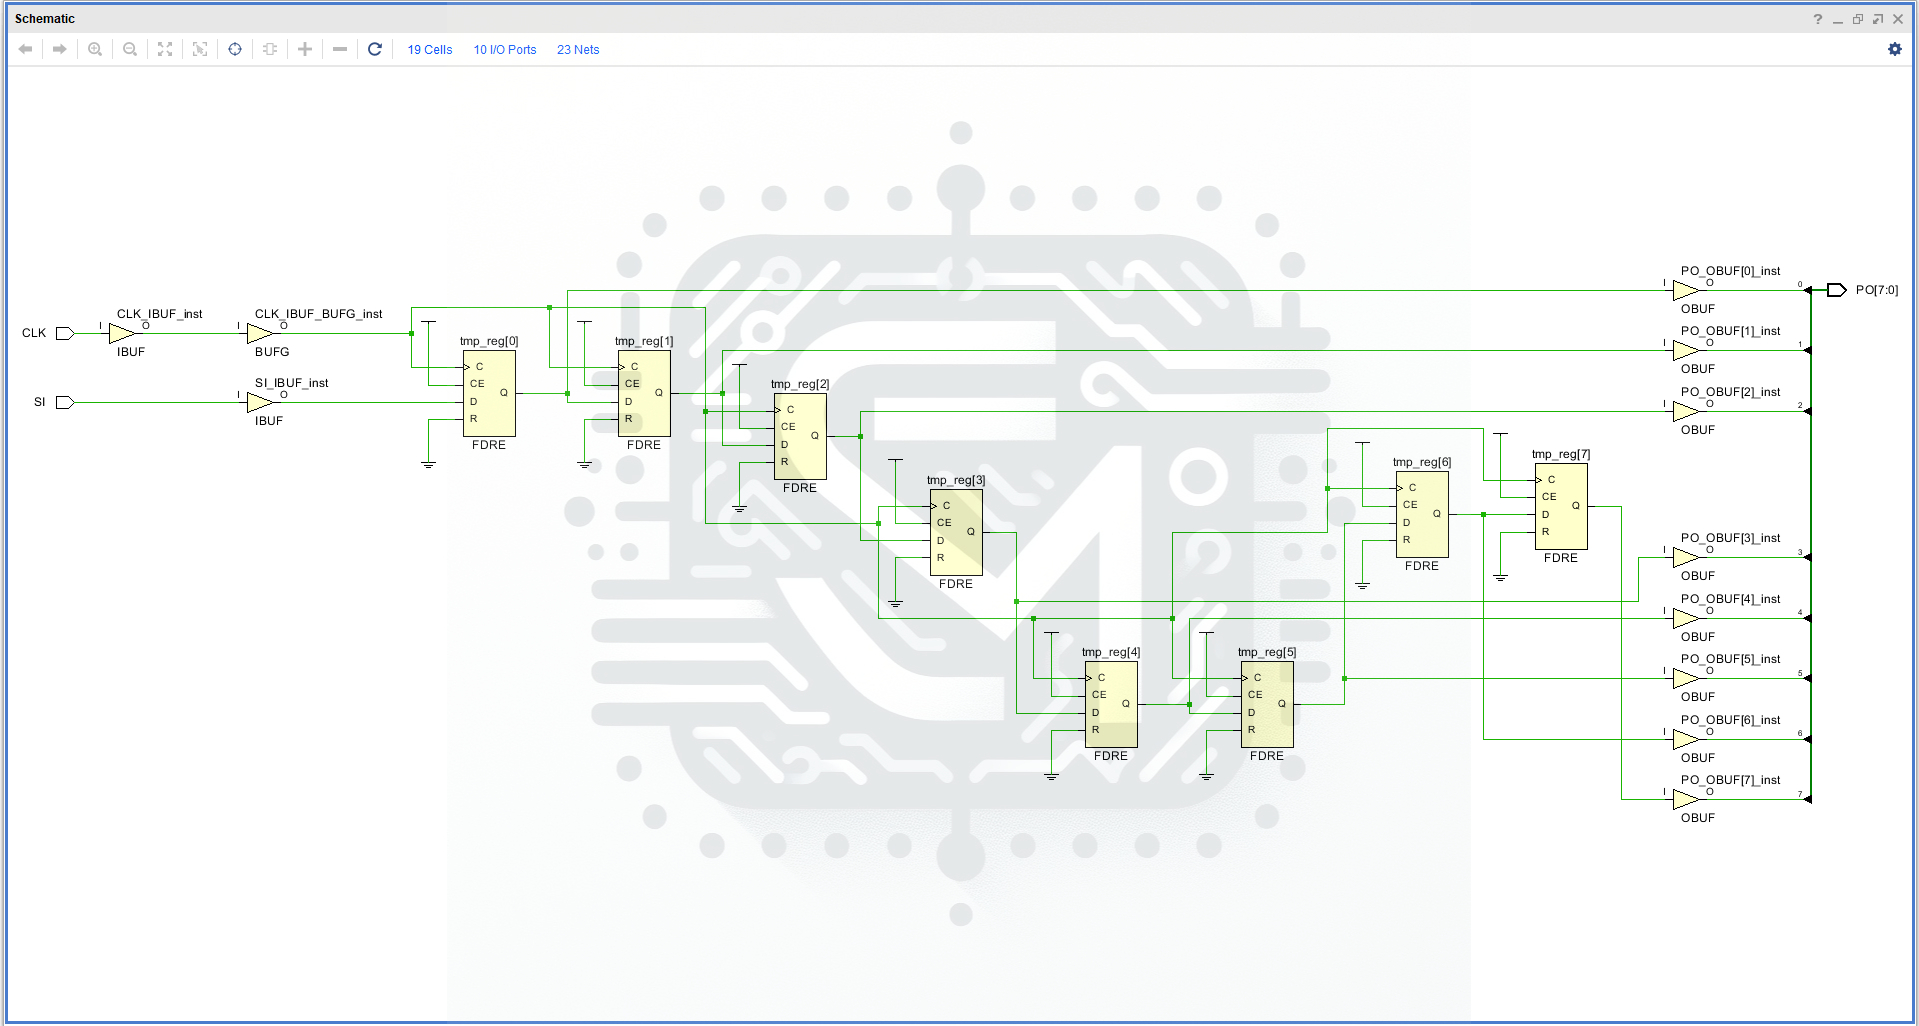 Schematic
19 Cells
10 I/O Ports
23 Nets
CLK
I
CLK_IBUF_inst
O
IBUF
I
CLK_IBUF_BUFG_inst
O
BUFG
SI
I
SI_IBUF_inst
O
IBUF
tmp_reg[0]
C
CE
D
R
Q
FDRE
tmp_reg[1]
C
CE
D
R
Q
FDRE
tmp_reg[2]
C
CE
D
R
Q
FDRE
tmp_reg[3]
C
CE
D
R
Q
FDRE
tmp_reg[4]
C
CE
D
R
Q
FDRE
tmp_reg[5]
C
CE
D
R
Q
FDRE
tmp_reg[6]
C
CE
D
R
Q
FDRE
tmp_reg[7]
C
CE
D
R
Q
FDRE
PO_OBUF[0]_inst
I
O
0
OBUF
PO[7:0]
PO_OBUF[1]_inst
I
O
1
OBUF
PO_OBUF[2]_inst
I
O
2
OBUF
PO_OBUF[3]_inst
I
O
3
OBUF
PO_OBUF[4]_inst
I
O
4
OBUF
PO_OBUF[5]_inst
I
O
5
OBUF
PO_OBUF[6]_inst
I
O
6
OBUF
PO_OBUF[7]_inst
I
O
7
OBUF